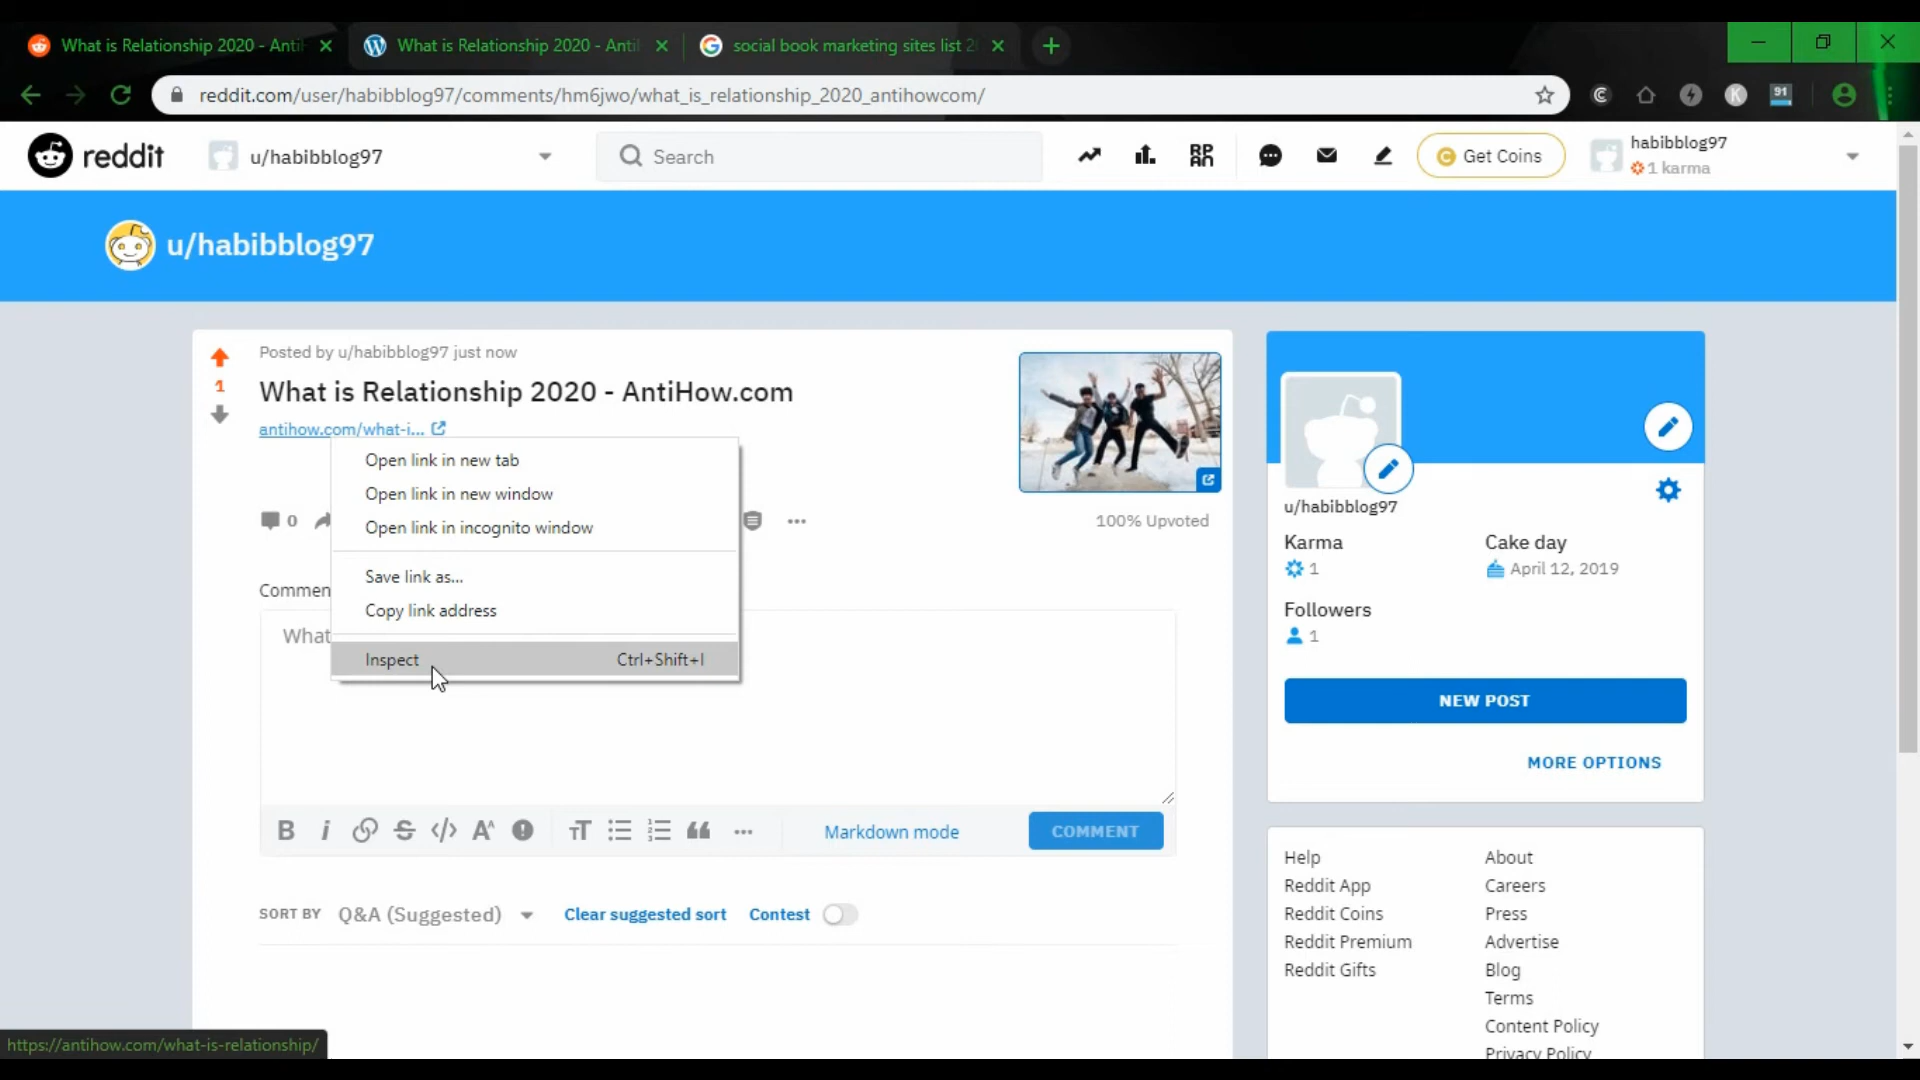 What is Relationship 2020 - Anti
What is Relationship 2020 - Anti
social book marketing sites list 2
reddit.com/user/habibblog97/comments/hm6jwo/what_is_relationship_2020_antihowcom/
91
reddit
u/habibblog97
Search
RP
AN
Get Coins
habibblog97
1 karma
u/habibblog97
Posted by u/habibblog97 just now
1
What is Relationship 2020 - AntiHow.com
antihow.com/what-i...
Open link in new tab
Open link in new window
Open link in incognito window
Save link as...
Copy link address
Inspect Ctrl+Shift+I
0
100% Upvoted
Commen
What
B i
Markdown mode
COMMENT
SORT BY Q&A (Suggested)
Clear suggested sort
Contest
u/habibblog97
Karma
1
Cake day
April 12, 2019
Followers
1
NEW POST
MORE OPTIONS
Help
Reddit App
Reddit Coins
Reddit Premium
Reddit Gifts
About
Careers
Press
Advertise
Blog
Terms
Content Policy
Privacy Policy
https://antihow.com/what-is-relationship/